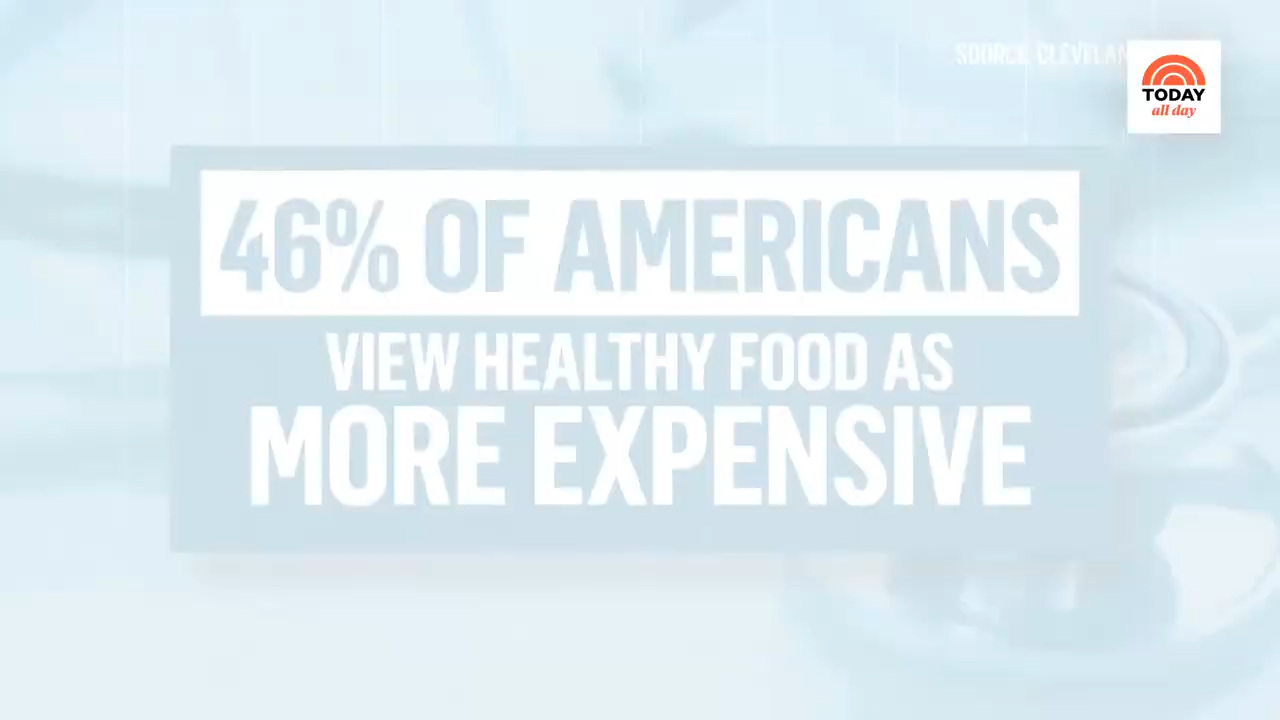 SOURCE: CLEVELAN
TODAY
all day
46% OF AMERICANS
VIEW HEALTHY FOOD AS
MORE EXPENSIVE